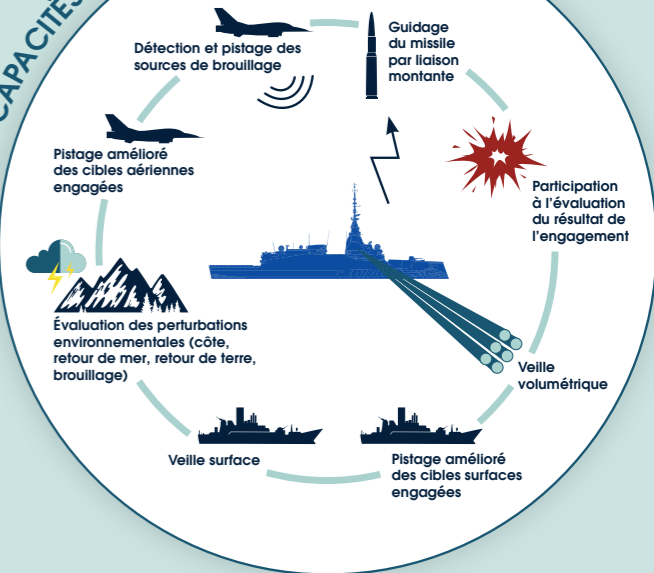 CAPACITÉS
Détection et pistage des
sources de brouillage
Guidage
du missile
par liaison
montante
Pistage amélioré
des cibles aériennes
engagées
Participation
à l’évaluation
du résultat de
l’engagement
Évaluation des perturbations
environnementales (côte,
retour de mer, retour de terre,
brouillage)
Veille
volumétrique
Veille surface
Pistage amélioré
des cibles surfaces
engagées